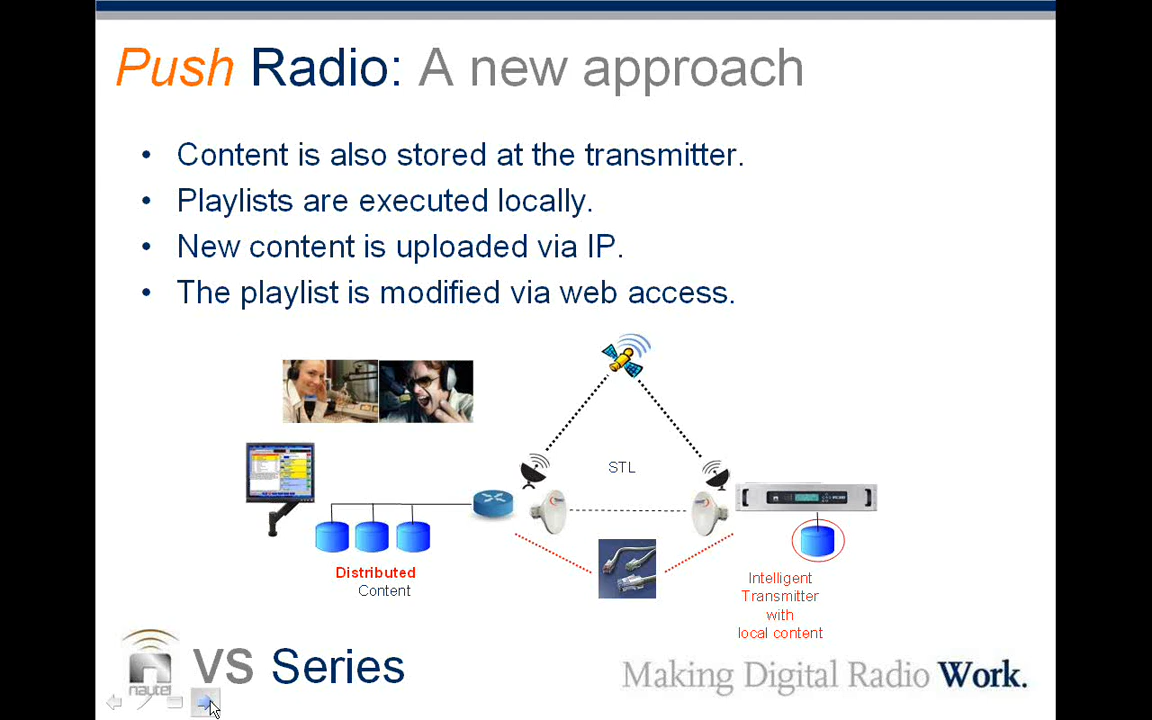 Push Radio: A new approach
• Content is also stored at the transmitter.
• Playlists are executed locally.
• New content is uploaded via IP.
• The playlist is modified via web access.
STL
Distributed
Content
Intelligent
Transmitter
with
local content
nautel
VS Series
Making Digital Radio Work.